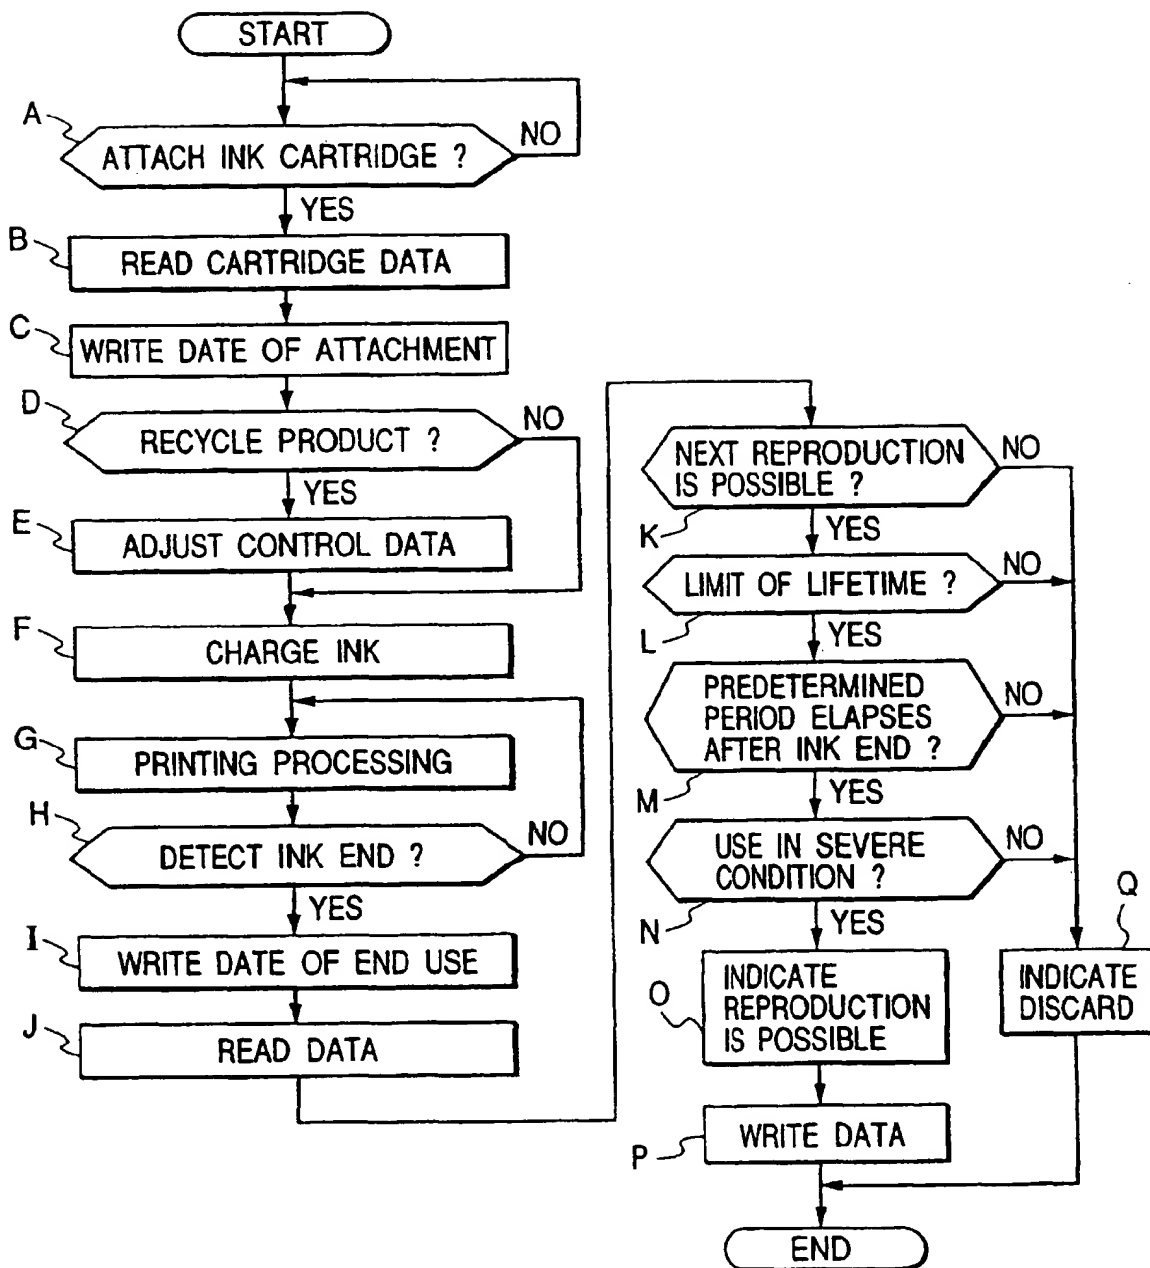 START
A
ATTACH INK CARTRIDGE ?
NO
YES
B
READ CARTRIDGE DATA
C
WRITE DATE OF ATTACHMENT
D
RECYCLE PRODUCT ?
NO
YES
E
ADJUST CONTROL DATA
F
CHARGE INK
G
PRINTING PROCESSING
H
DETECT INK END ?
NO
YES
I
WRITE DATE OF END USE
J
READ DATA
NEXT REPRODUCTION
IS POSSIBLE ?
NO
K
YES
LIMIT OF LIFETIME ?
NO
L
YES
PREDETERMINED
PERIOD ELAPSES
AFTER INK END ?
NO
M
YES
USE IN SEVERE
CONDITION ?
NO
N
YES
O
INDICATE
REPRODUCTION
IS POSSIBLE
Q
INDICATE
DISCARD
P
WRITE DATA
END